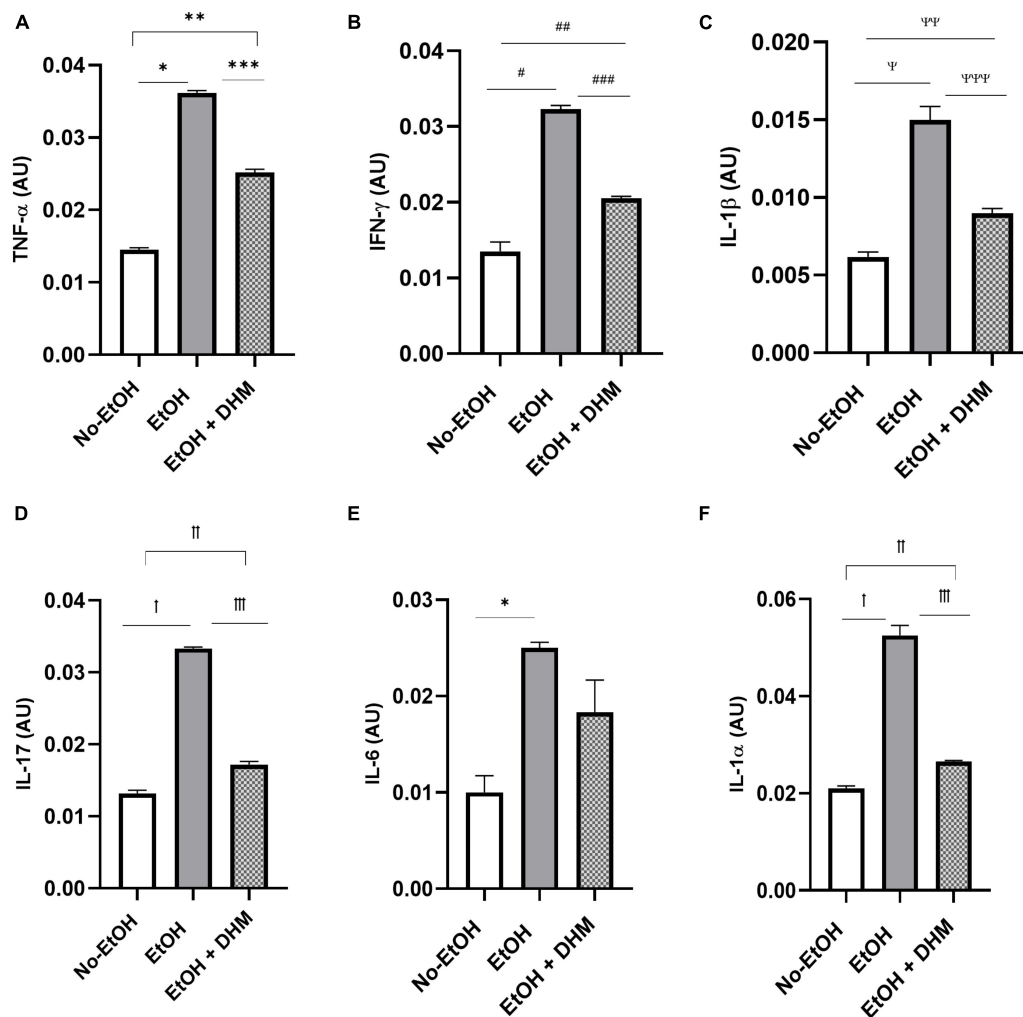 A
**
*
***
TNF-α (AU)
0.04
0.03
0.02
0.01
0.00
No-EtOH
EtOH
EtOH + DHM
B
##
#
###
IFN-γ (AU)
0.04
0.03
0.02
0.01
0.00
No-EtOH
EtOH
EtOH + DHM
C
ΨΨ
Ψ
ΨΨΨ
IL-1β (AU)
0.020
0.015
0.010
0.005
0.000
No-EtOH
EtOH
EtOH + DHM
D
††
†
†††
IL-17 (AU)
0.04
0.03
0.02
0.01
0.00
No-EtOH
EtOH
EtOH + DHM
E
*
IL-6 (AU)
0.03
0.02
0.01
0.00
No-EtOH
EtOH
EtOH + DHM
F
††
†
†††
IL-1α (AU)
0.06
0.04
0.02
0.00
No-EtOH
EtOH
EtOH + DHM